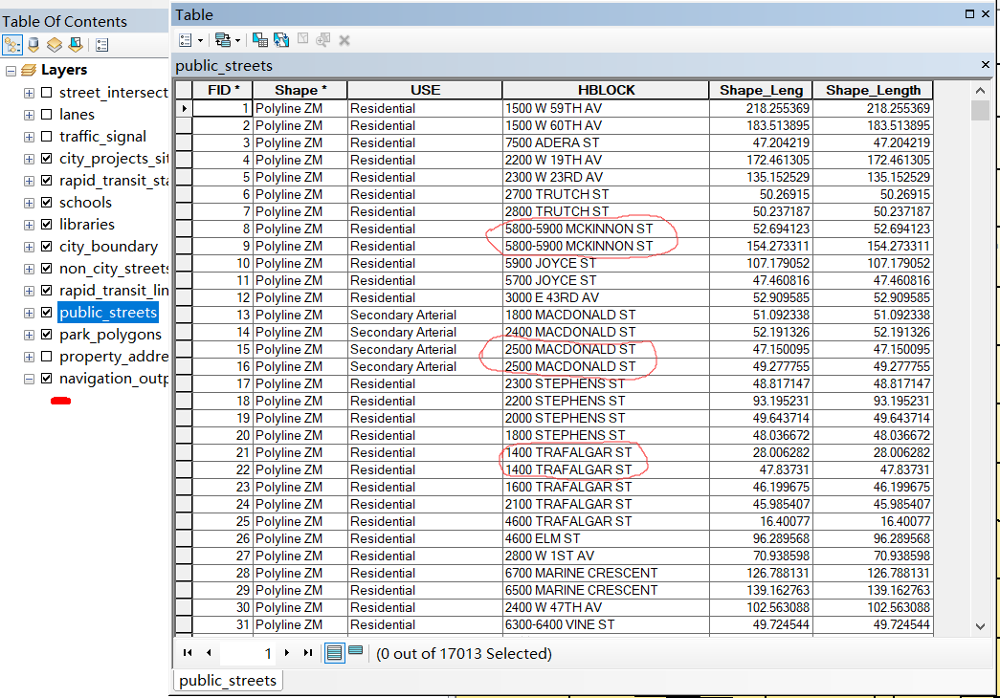 Table Of Contents
Layers
street_intersect
lanes
traffic_signal
city_projects_sit
rapid_transit_sta
schools
libraries
city_boundary
non_city_streets
rapid_transit_lin
public_streets
park_polygons
property_addre
navigation_outp
Table
public_streets
FID * Shape * USE HBLOCK Shape_Leng Shape_Length
1 Polyline ZM Residential 1500 W 59TH AV 218.255369 218.255369
2 Polyline ZM Residential 1500 W 60TH AV 183.513895 183.513895
3 Polyline ZM Residential 7500 ADERA ST 47.204219 47.204219
4 Polyline ZM Residential 2200 W 19TH AV 172.461305 172.461305
5 Polyline ZM Residential 2300 W 23RD AV 135.152529 135.152529
6 Polyline ZM Residential 2700 TRUTCH ST 50.26915 50.26915
7 Polyline ZM Residential 2800 TRUTCH ST 50.237187 50.237187
8 Polyline ZM Residential 5800-5900 MCKINNON ST 52.694123 52.694123
9 Polyline ZM Residential 5800-5900 MCKINNON ST 154.273311 154.273311
10 Polyline ZM Residential 5900 JOYCE ST 107.179052 107.179052
11 Polyline ZM Residential 5700 JOYCE ST 47.460816 47.460816
12 Polyline ZM Residential 3000 E 43RD AV 52.909585 52.909585
13 Polyline ZM Secondary Arterial 1800 MACDONALD ST 51.092338 51.092338
14 Polyline ZM Secondary Arterial 2400 MACDONALD ST 52.191326 52.191326
15 Polyline ZM Secondary Arterial 2500 MACDONALD ST 47.150095 47.150095
16 Polyline ZM Secondary Arterial 2500 MACDONALD ST 49.277755 49.277755
17 Polyline ZM Residential 2300 STEPHENS ST 48.817147 48.817147
18 Polyline ZM Residential 2200 STEPHENS ST 93.195231 93.195231
19 Polyline ZM Residential 2000 STEPHENS ST 49.643714 49.643714
20 Polyline ZM Residential 1800 STEPHENS ST 48.036672 48.036672
21 Polyline ZM Residential 1400 TRAFALGAR ST 28.006282 28.006282
22 Polyline ZM Residential 1400 TRAFALGAR ST 47.83731 47.83731
23 Polyline ZM Residential 1600 TRAFALGAR ST 46.199675 46.199675
24 Polyline ZM Residential 2100 TRAFALGAR ST 45.985407 45.985407
25 Polyline ZM Residential 4600 TRAFALGAR ST 16.40077 16.40077
26 Polyline ZM Residential 4600 ELM ST 96.289568 96.289568
27 Polyline ZM Residential 2800 W 1ST AV 70.938598 70.938598
28 Polyline ZM Residential 6700 MARINE CRESCENT 126.788131 126.788131
29 Polyline ZM Residential 6500 MARINE CRESCENT 139.162763 139.162763
30 Polyline ZM Residential 2400 W 47TH AV 102.563088 102.563088
31 Polyline ZM Residential 6300-6400 VINE ST 49.724544 49.724544
1 (0 out of 17013 Selected)
public_streets